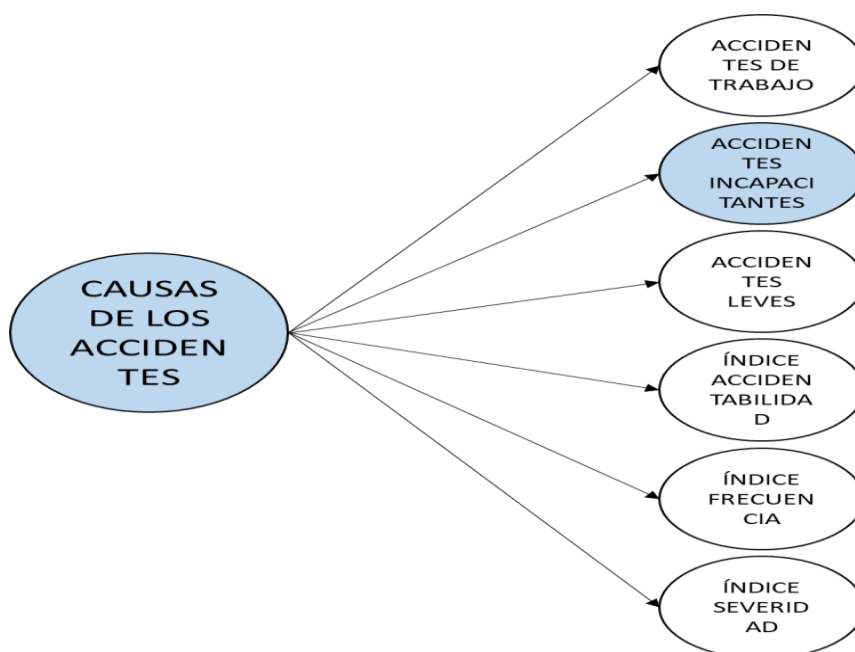 ACCIDEN
TES DE
TRABAJO
ACCIDEN
TES
INCAPACI
TANTES
CAUSAS
DE LOS
ACCIDEN
TES
ACCIDEN
TES
LEVES
ÍNDICE
ACCIDEN
TABILIDA
D
ÍNDICE
FRECUEN
CIA
ÍNDICE
SEVERID
AD